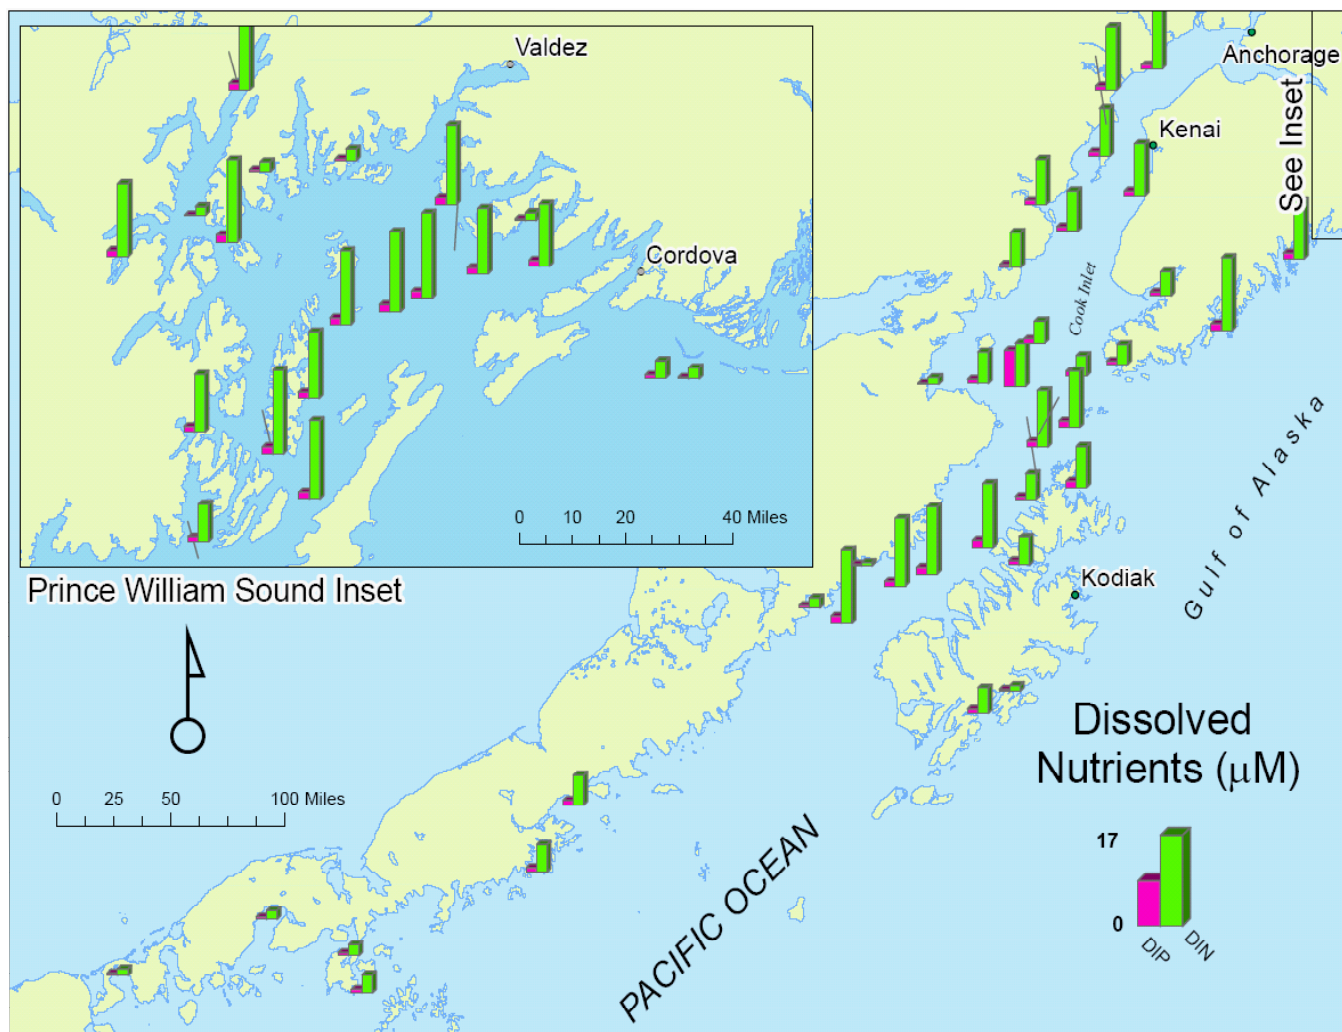 Valdez
Cordova
0 10 20 40 Miles
Prince William Sound Inset
Anchorage
See Inset
Kenai
Cook Inlet
Gulf of Alaska
Kodiak
0 25 50 100 Miles
PACIFIC OCEAN
Dissolved
Nutrients (μM)
17
0
DIP
DIN